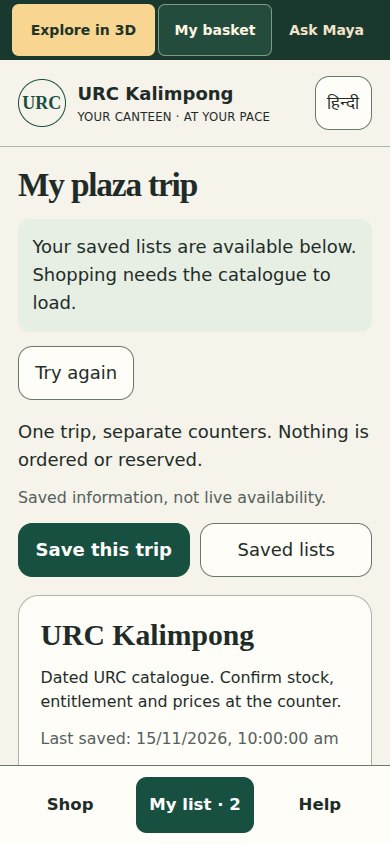 Explore in 3D
My basket
Ask Maya
URC
URC Kalimpong
YOUR CANTEEN · AT YOUR PACE
हिन्दी
My plaza trip
Your saved lists are available below.
Shopping needs the catalogue to
load.
Try again
One trip, separate counters. Nothing is
ordered or reserved.
Saved information, not live availability.
Save this trip
Saved lists
URC Kalimpong
Dated URC catalogue. Confirm stock,
entitlement and prices at the counter.
Last saved: 15/11/2026, 10:00:00 am
Shop
My list · 2
Help